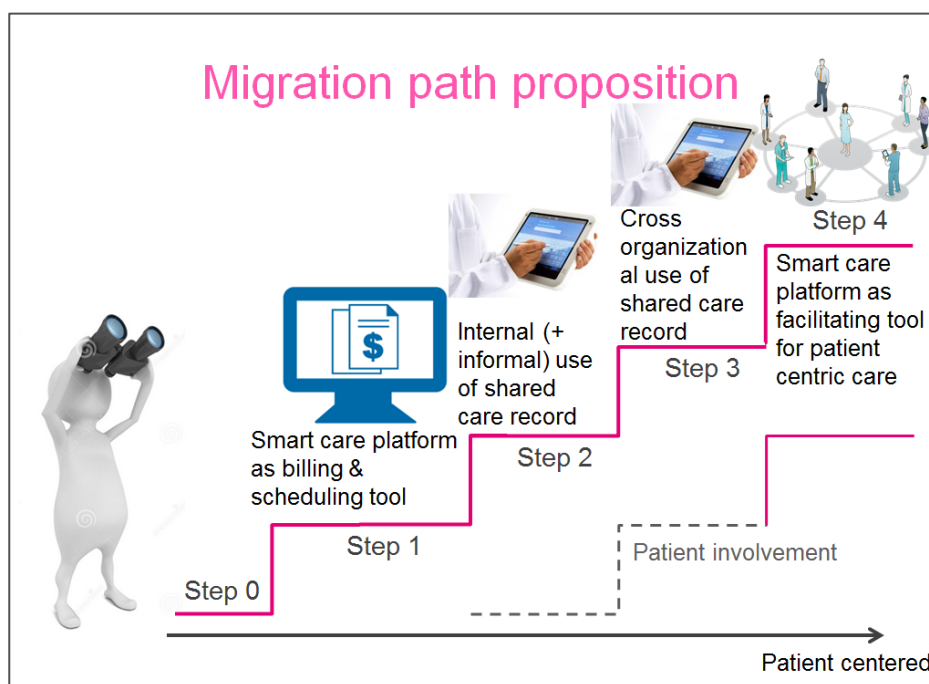 Migration path proposition
Step 4
Cross
organization
al use of
shared care
record
Smart care
platform as
facilitating tool
for patient
centric care
Internal (+
informal) use
of shared
care record
$
Step 3
Smart care platform
as billing &
scheduling tool
Step 2
Step 1
Patient involvement
Step 0
Patient centered